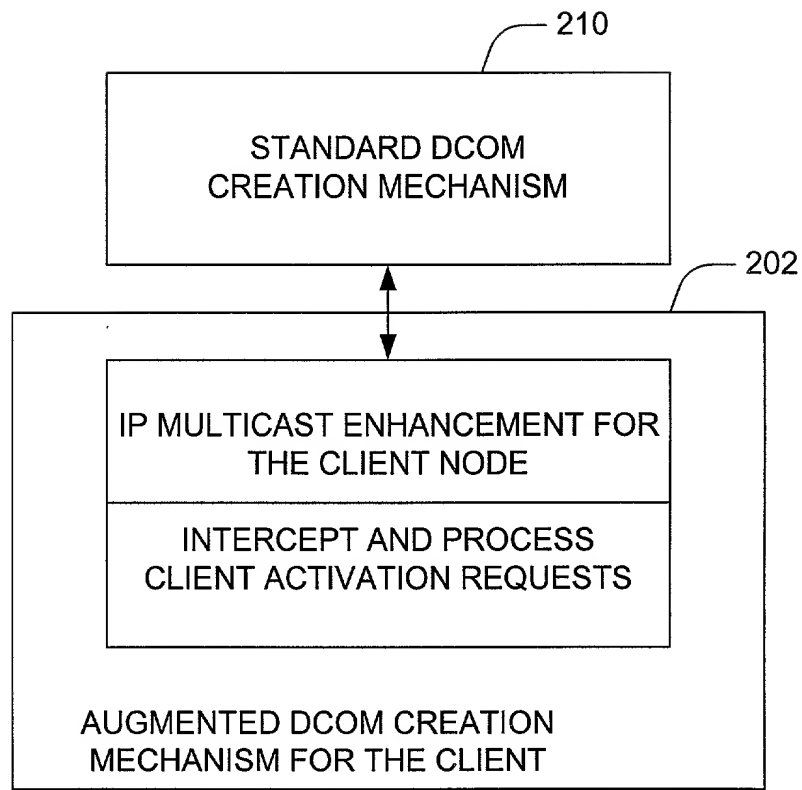 210
STANDARD DCOM
CREATION MECHANISM
202
IP MULTICAST ENHANCEMENT FOR
THE CLIENT NODE
INTERCEPT AND PROCESS
CLIENT ACTIVATION REQUESTS
AUGMENTED DCOM CREATION
MECHANISM FOR THE CLIENT